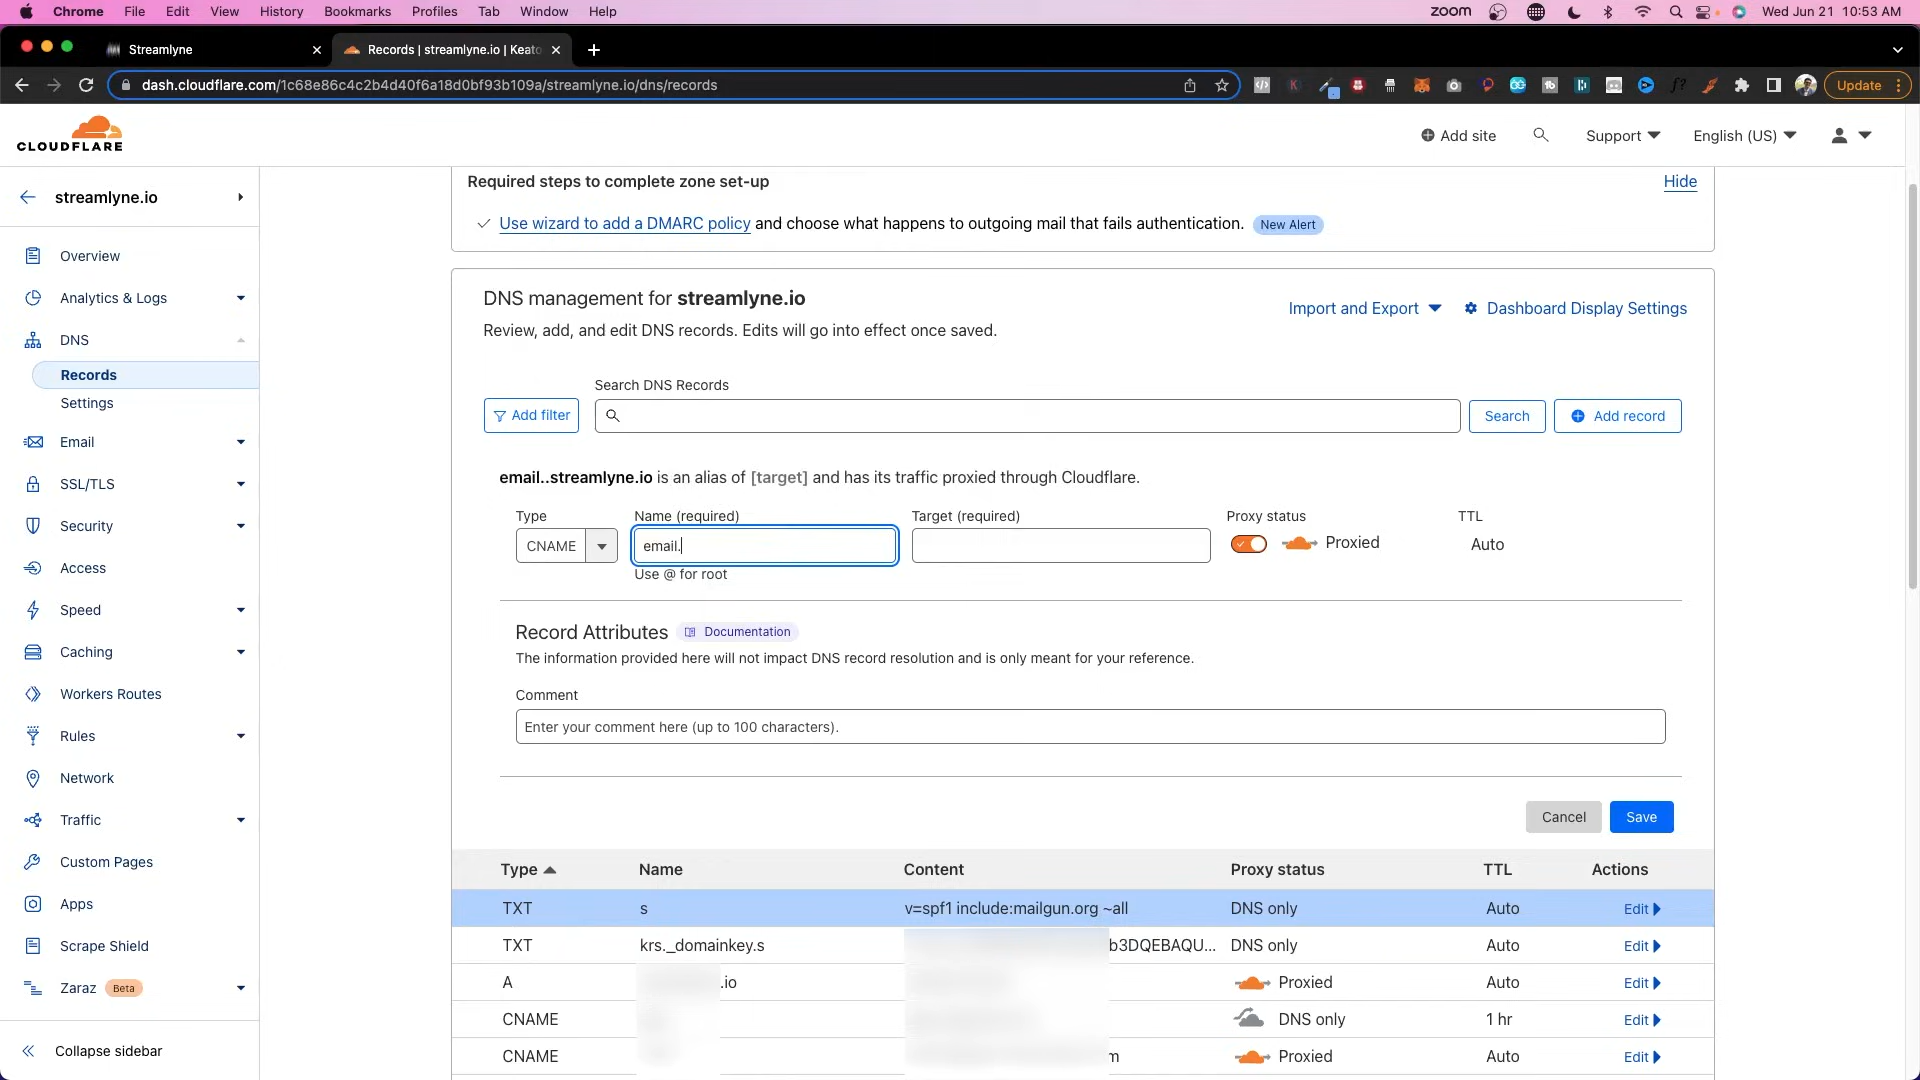 Chrome File Edit View History Bookmarks Profiles Tab Window Help zoom Wed Jun 21 10:53 AM
Streamlyne Records | streamlyne.io | Keato
dash.cloudflare.com/1c68e86c4c2b4d40f6a18d0bf93b109a/streamlyne.io/dns/records Update
CLOUDFLARE Add site Support English (US)
streamlyne.io
Overview
Analytics & Logs
DNS
Records
Settings
Email
SSL/TLS
Security
Access
Speed
Caching
Workers Routes
Rules
Network
Traffic
Custom Pages
Apps
Scrape Shield
Zaraz Beta
Collapse sidebar
Required steps to complete zone set-up Hide
Use wizard to add a DMARC policy and choose what happens to outgoing mail that fails authentication. New Alert
DNS management for streamlyne.io
Review, add, and edit DNS records. Edits will go into effect once saved.
Import and Export Dashboard Display Settings
Search DNS Records
Add filter Search Add record
email..streamlyne.io is an alias of [target] and has its traffic proxied through Cloudflare.
Type Name (required) Target (required) Proxy status TTL
CNAME email. Proxied Auto
Use @ for root
Record Attributes Documentation
The information provided here will not impact DNS record resolution and is only meant for your reference.
Comment
Enter your comment here (up to 100 characters).
Cancel Save
Type Name Content Proxy status TTL Actions
TXT s v=spf1 include:mailgun.org ~all DNS only Auto Edit
TXT krs._domainkey.s b3DQEBAQU... DNS only Auto Edit
A .io Proxied Auto Edit
CNAME DNS only 1 hr Edit
CNAME m Proxied Auto Edit